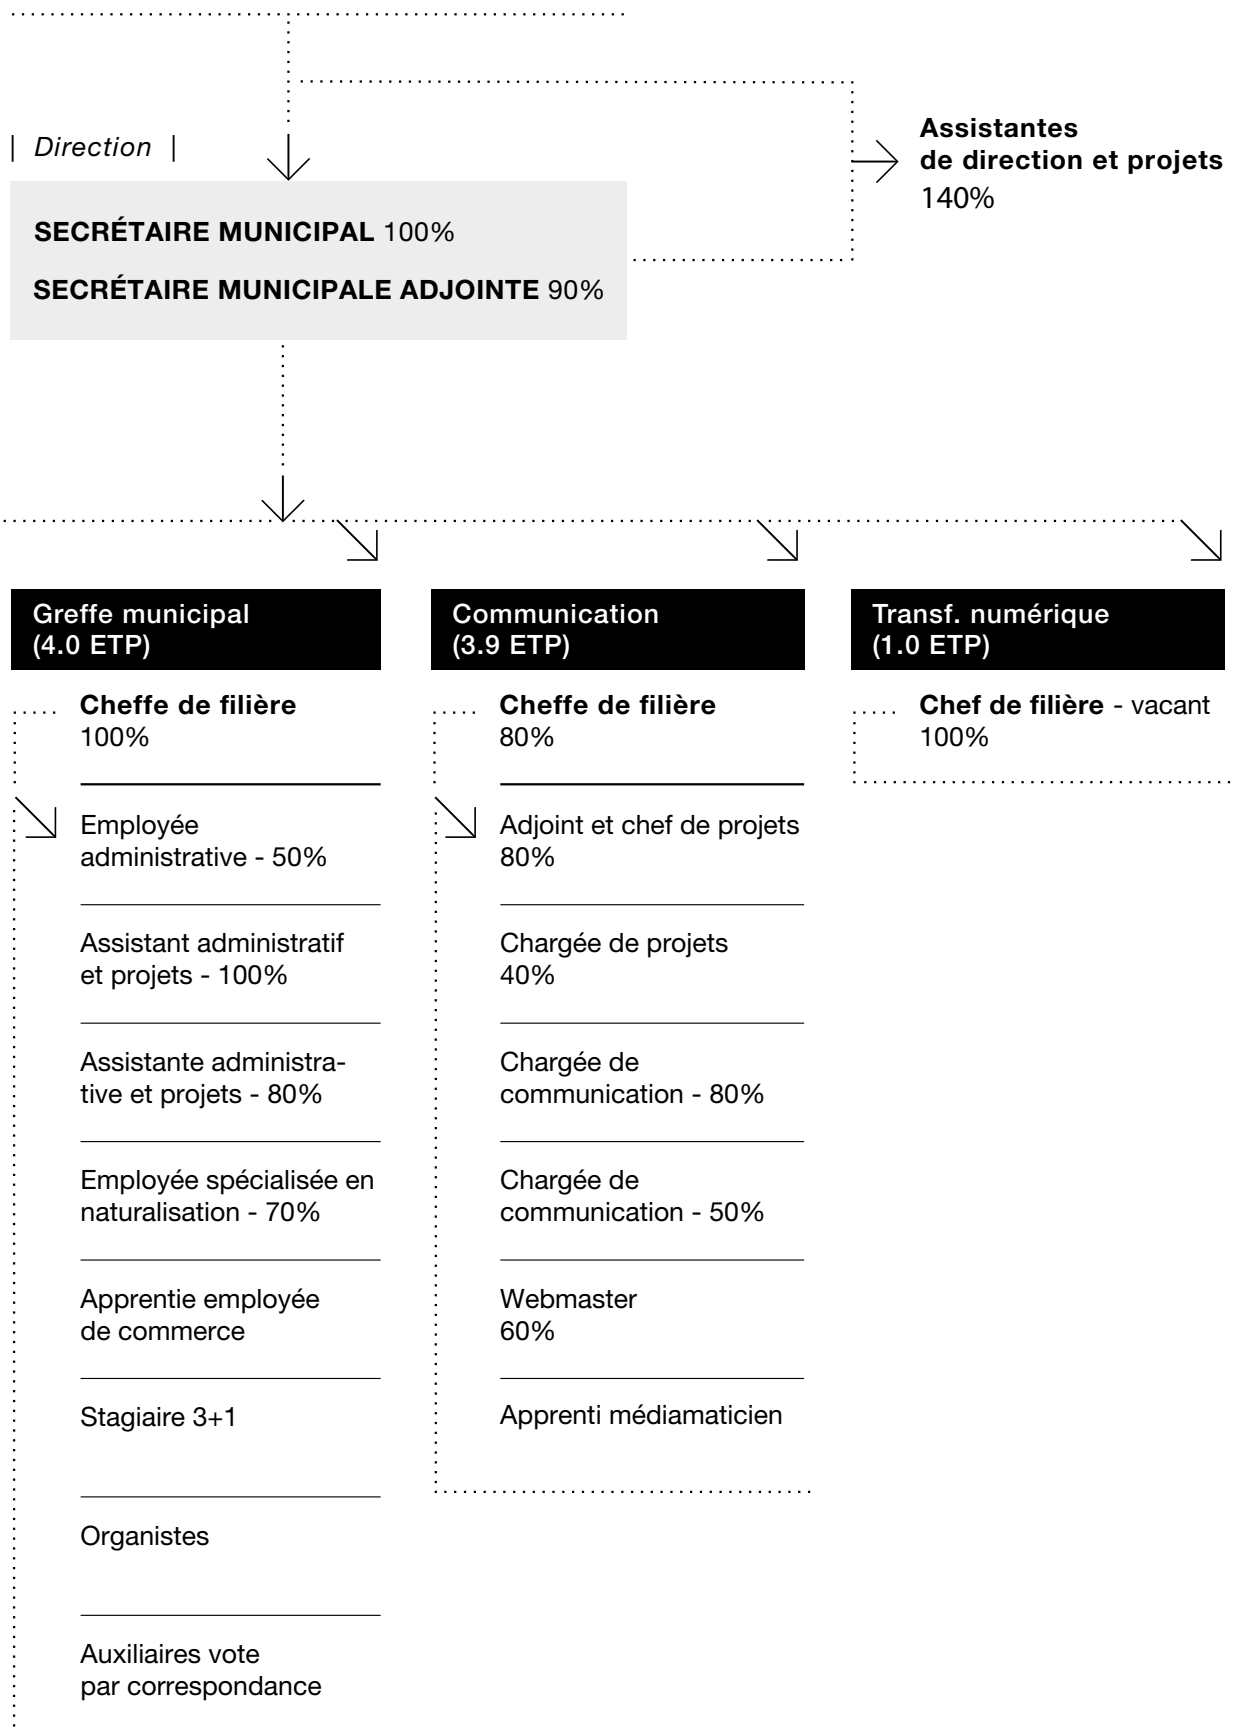 | Direction |
SECRÉTAIRE MUNICIPAL 100%
SECRÉTAIRE MUNICIPALE ADJOINTE 90%
Assistantes
de direction et projets
140%
Greffe municipal
(4.0 ETP)
Cheffe de filière
100%
Employée
administrative - 50%
Assistant administratif
et projets - 100%
Assistante administra-
tive et projets - 80%
Employée spécialisée en
naturalisation - 70%
Apprentie employée
de commerce
Stagiaire 3+1
Organistes
Auxiliaires vote
par correspondance
Communication
(3.9 ETP)
Cheffe de filière
80%
Adjoint et chef de projets
80%
Chargée de projets
40%
Chargée de
communication - 80%
Chargée de
communication - 50%
Webmaster
60%
Apprenti médiamaticien
Transf. numérique
(1.0 ETP)
Chef de filière - vacant
100%